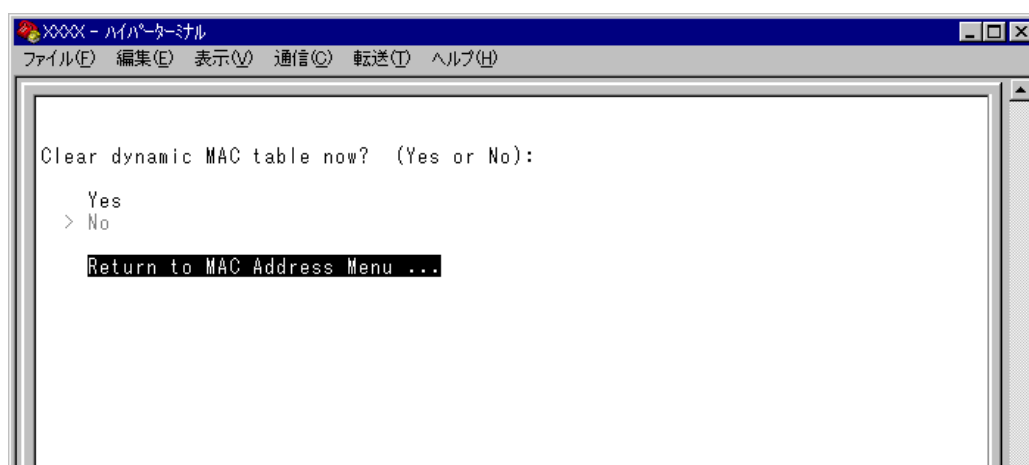 XXXX - ﾊｲﾊﾟｰﾀｰﾐﾅﾙ
ファイル(F) 編集(E) 表示(V) 通信(C) 転送(T) ヘルプ(H)
Clear dynamic MAC table now? (Yes or No):
Yes
> No
Return to MAC Address Menu ...